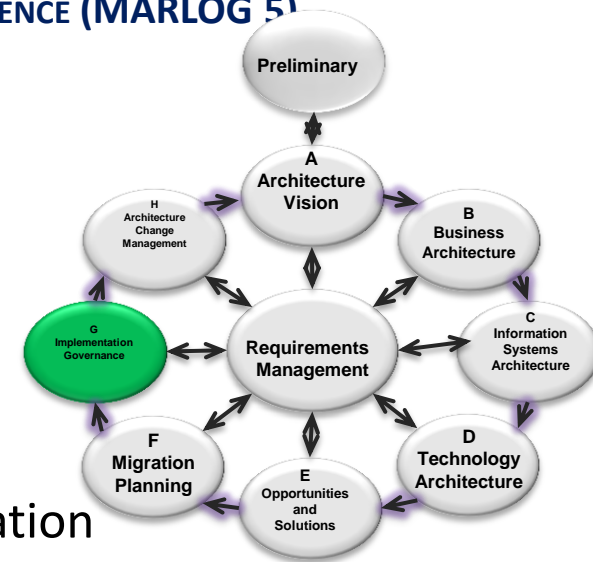 ENCE (MARLOG 5)
Preliminary
A
Architecture
Vision
H
Architecture
Change
Management
B
Business
Architecture
G
Implementation
Governance
Requirements
Management
C
Information
Systems
Architecture
F
Migration
Planning
E
Opportunities
and
Solutions
D
Technology
Architecture
ation